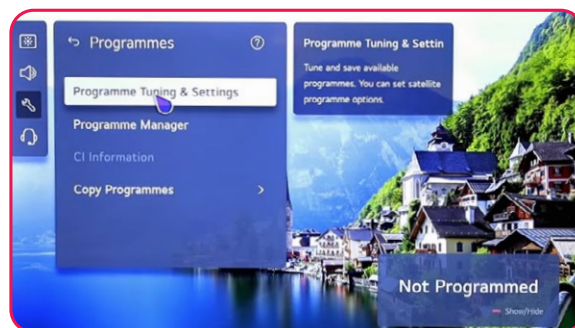 Programmes
Programme Tuning & Settings
Programme Manager
CI Information
Copy Programmes
Programme Tuning & Settin
Tune and save available
programmes. You can set satellite
programme options.
Not Programmed
Show/Hide